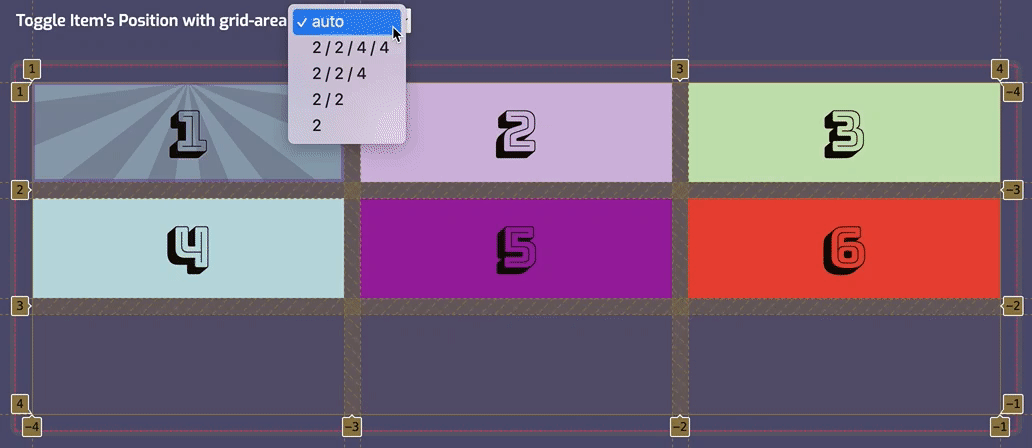 Toggle Item's Position with grid-area
✓ auto
2 / 2 / 4 / 4
2 / 2 / 4
2 / 2
2
1 3 4
1 −4
1 2 3
2 −3
4 5 6
3 −2
4 −1
−4 −3 −2 −1